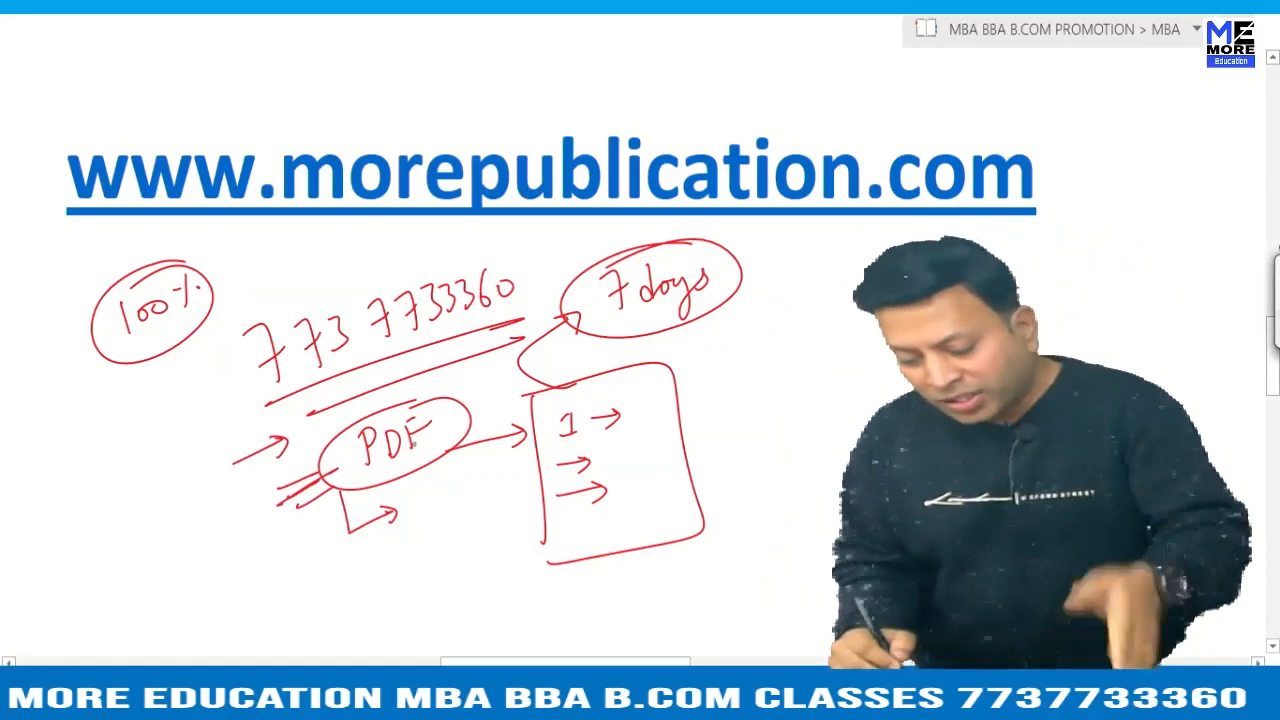 MBA BBA B.COM PROMOTION > MBA
ME
MORE
Education
www.morepublication.com
100%
773 7733360
7 days
PDF
1
MORE EDUCATION MBA BBA B.COM CLASSES 7737733360